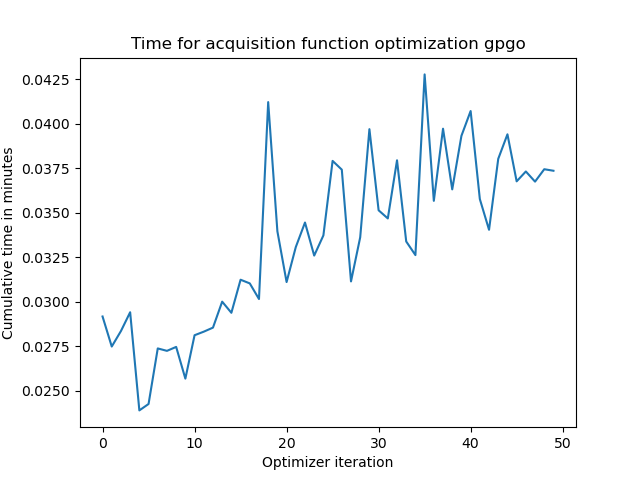 Time for acquisition function optimization gpgo
Cumulative time in minutes
0.0425
0.0400
0.0375
0.0350
0.0325
0.0300
0.0275
0.0250
0 10 20 30 40 50
Optimizer iteration